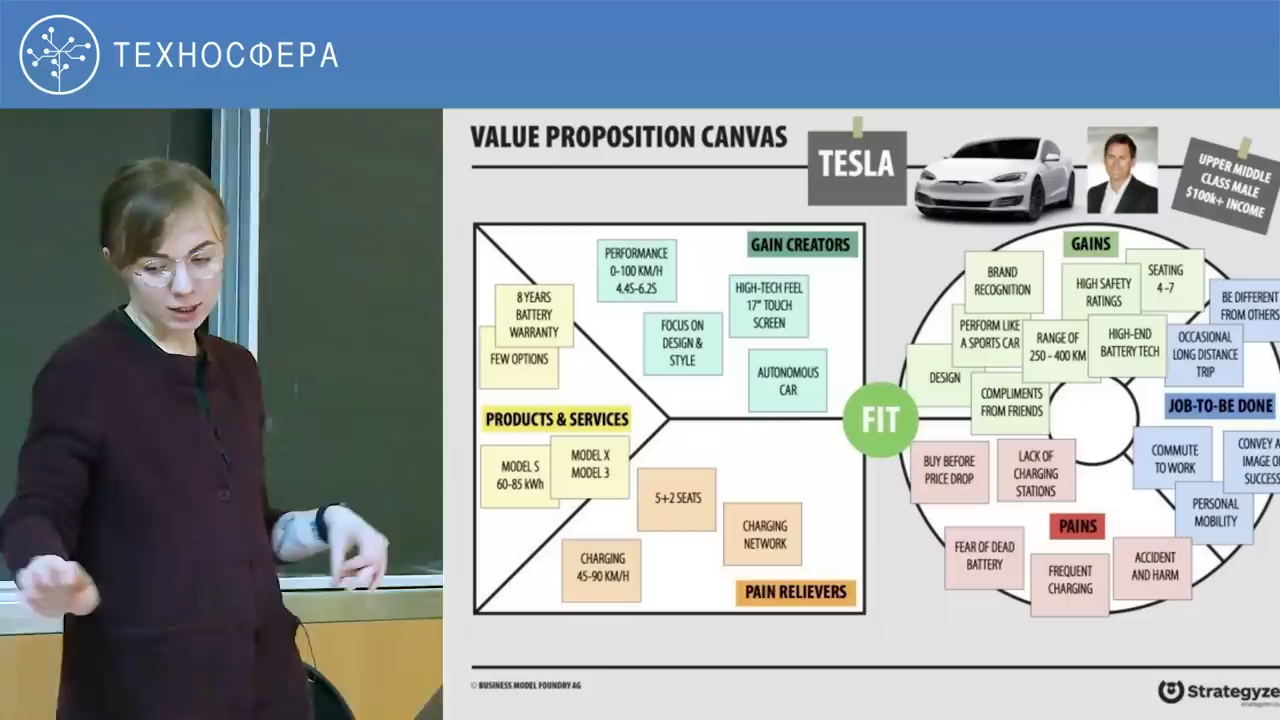 ТЕХНОСФЕРА
VALUE PROPOSITION CANVAS
TESLA
UPPER MIDDLE
CLASS MALE
$100k+ INCOME
GAIN CREATORS
PERFORMANCE
0-100 KM/H
4.4S-6.2S
HIGH-TECH FEEL
17" TOUCH
SCREEN
8 YEARS
BATTERY
WARRANTY
FEW OPTIONS
FOCUS ON
DESIGN &
STYLE
AUTONOMOUS
CAR
PRODUCTS & SERVICES
MODEL S
60-85 kWh
MODEL X
MODEL 3
5+2 SEATS
CHARGING
NETWORK
CHARGING
45-90 KM/H
PAIN RELIEVERS
FIT
GAINS
BRAND
RECOGNITION
HIGH SAFETY
RATINGS
SEATING
4-7
BE DIFFERENT
FROM OTHERS
PERFORM LIKE
A SPORTS CAR
RANGE OF
250 - 400 KM
HIGH-END
BATTERY TECH
OCCASIONAL
LONG DISTANCE
TRIP
DESIGN
COMPLIMENTS
FROM FRIENDS
JOB-TO-BE DONE
BUY BEFORE
PRICE DROP
LACK OF
CHARGING
STATIONS
COMMUTE
TO WORK
CONVEY A
IMAGE O
SUCCES
PERSONAL
MOBILITY
PAINS
FEAR OF DEAD
BATTERY
FREQUENT
CHARGING
ACCIDENT
AND HARM
© BUSINESS MODEL FOUNDRY AG
Strategyze